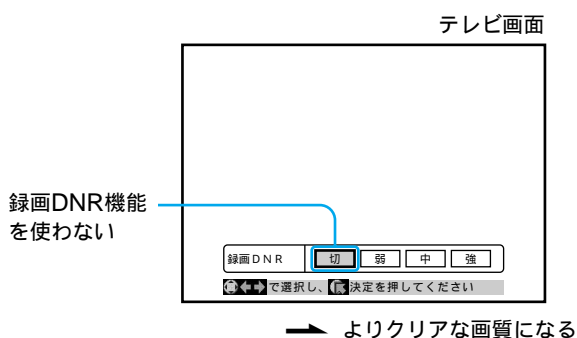 テレビ画面
録画DNR機能
を使わない
録画DNR 切 弱 中 強
で選択し、決定を押してください
よりクリアな画質になる